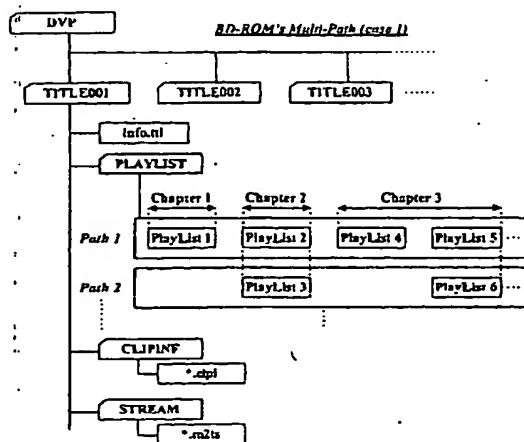 DVP
BD-ROM's Multi-Path (case 1)
TITLE001 TITLE002 TITLE003 ......
info.ttl
PLAYLIST
Chapter 1 Chapter 2 Chapter 3
Path 1 PlayList 1 PlayList 2 PlayList 4 PlayList 5 ...
Path 2 PlayList 3 PlayList 6 ...
CLIPINF
*.clpi
STREAM
*.m2ts